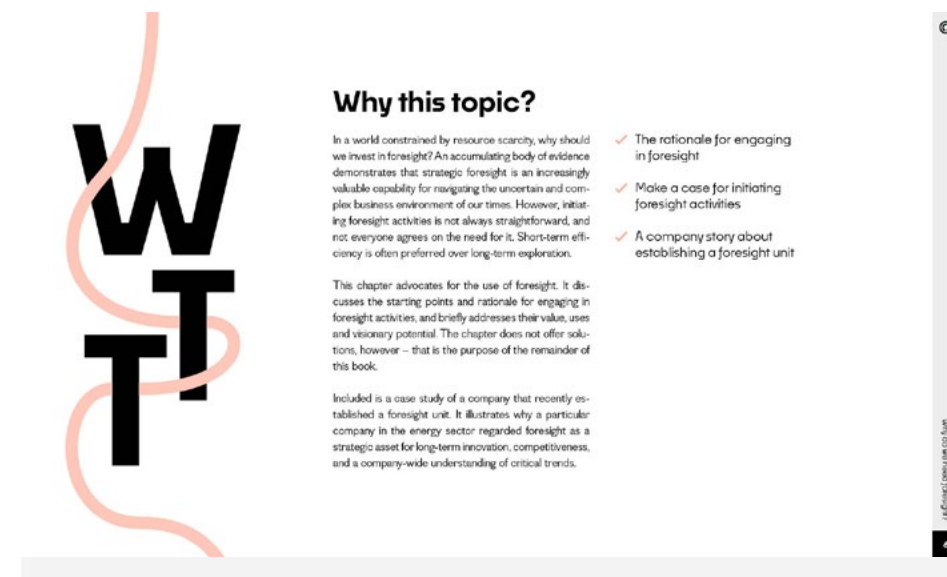 W
T
T
Why this topic?
In a world constrained by resource scarcity, why should
we invest in foresight? An accumulating body of evidence
demonstrates that strategic foresight is an increasingly
valuable capability for navigating the uncertain and com-
plex business environment of our times. However, initiat-
ing foresight activities is not always straightforward, and
not everyone agrees on the need for it. Short-term effi-
ciency is often preferred over long-term exploration.
This chapter advocates for the use of foresight. It dis-
cusses the starting points and rationale for engaging in
foresight activities, and briefly addresses their value, uses
and visionary potential. The chapter does not offer solu-
tions, however – that is the purpose of the remainder of
this book.
Included is a case study of a company that recently es-
tablished a foresight unit. It illustrates why a particular
company in the energy sector regarded foresight as a
strategic asset for long-term innovation, competitiveness,
and a company-wide understanding of critical trends.
The rationale for engaging
in foresight
Make a case for initiating
foresight activities
A company story about
establishing a foresight unit
Why do we need foresight?